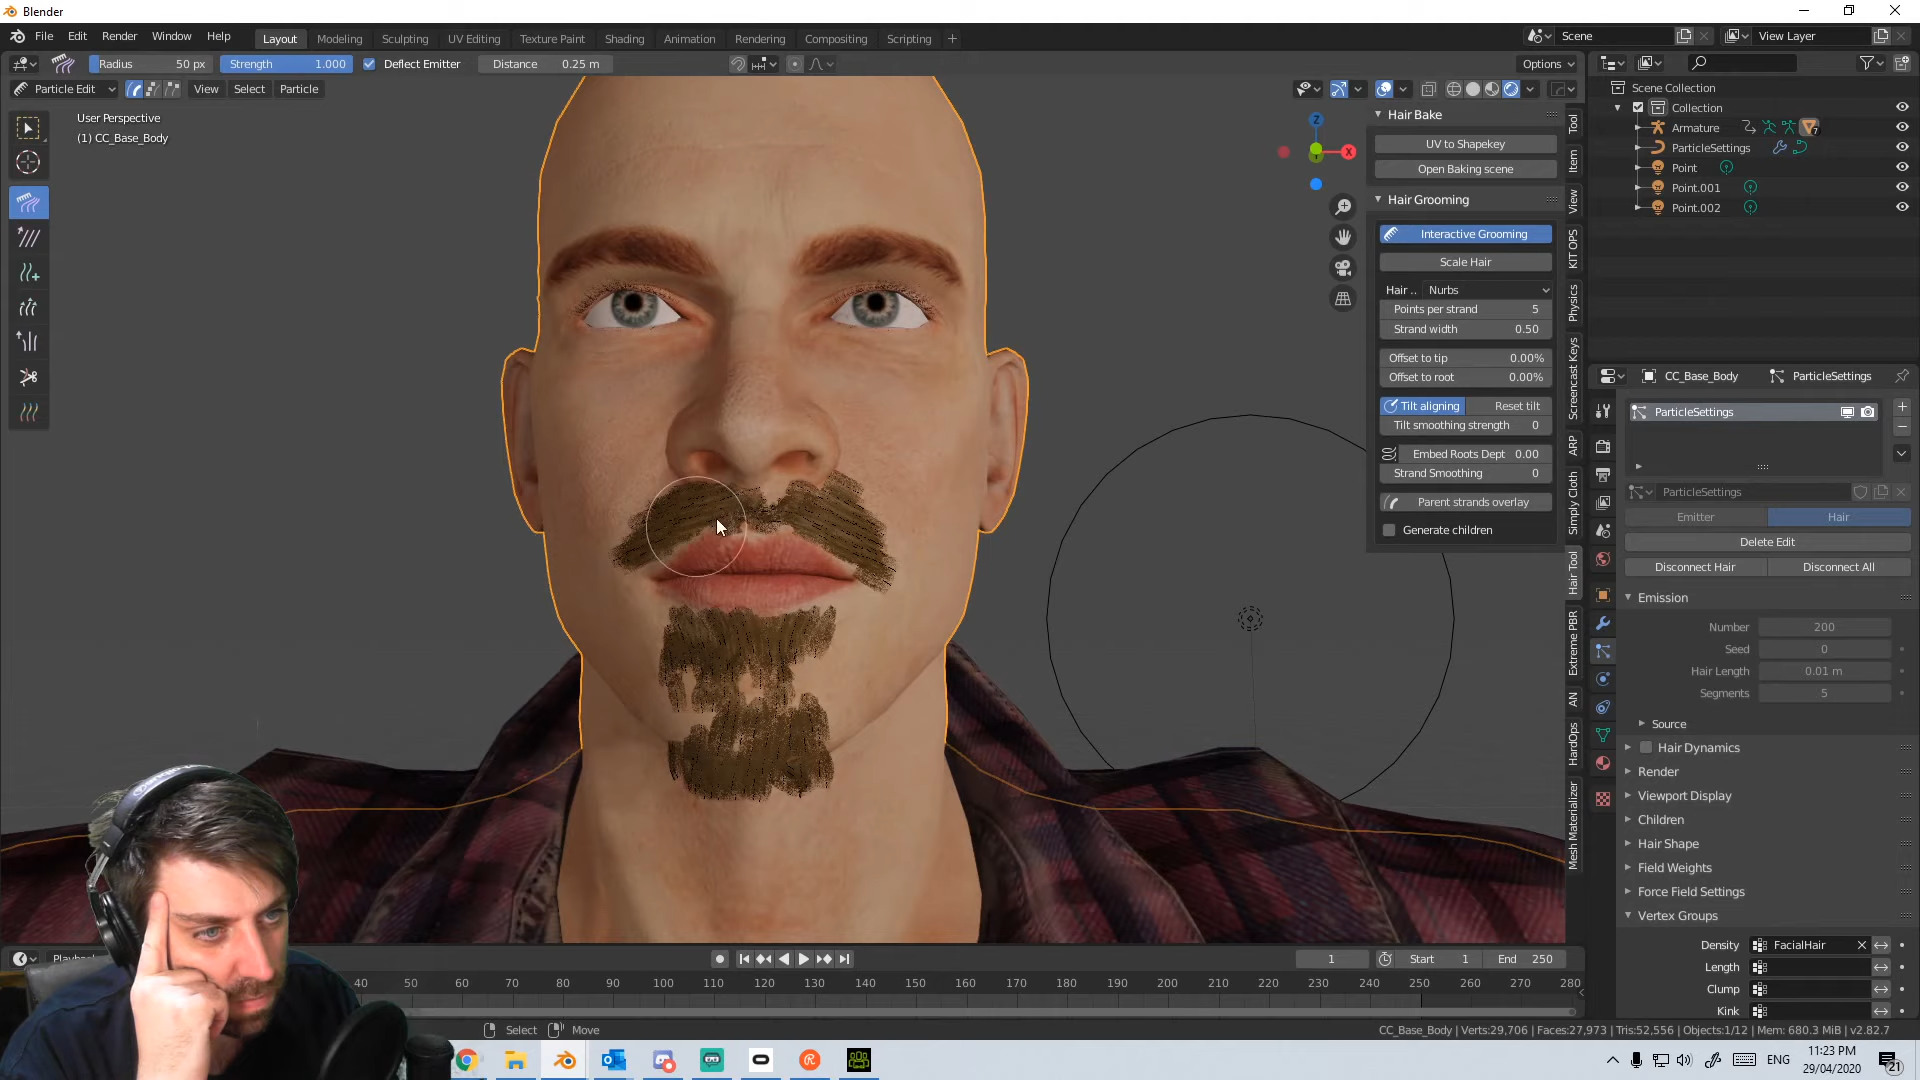 Blender
File Edit Render Window Help
Layout Modeling Sculpting UV Editing Texture Paint Shading Animation Rendering Compositing Scripting +
Scene
View Layer
Radius 50 px
Strength 1.000
Deflect Emitter
Distance 0.25 m
Options
Particle Edit
View Select Particle
User Perspective
(1) CC_Base_Body
Z
X
Hair Bake
UV to Shapekey
Open Baking scene
Hair Grooming
Interactive Grooming
Scale Hair
Hair .. Nurbs
Points per strand 5
Strand width 0.50
Offset to tip 0.00%
Offset to root 0.00%
Tilt aligning Reset tilt
Tilt smoothing strength 0
Embed Roots Dept 0.00
Strand Smoothing 0
Parent strands overlay
Generate children
Tool
Item
View
KIT OPS
Physics
Screencast Keys
ARP
Simply Cloth
Hair Tool
Extreme PBR
AN
HardOps
Mesh Materializer
Scene Collection
Collection
Armature
7
ParticleSettings
Point
Point.001
Point.002
CC_Base_Body ParticleSettings
ParticleSettings
ParticleSettings
Emitter Hair
Delete Edit
Disconnect Hair Disconnect All
Emission
Number 200
Seed 0
Hair Length 0.01 m
Segments 5
Source
Hair Dynamics
Render
Viewport Display
Children
Hair Shape
Field Weights
Force Field Settings
Vertex Groups
Density FacialHair
Length
Clump
Kink
Playb
1
Start 1
End 250
40 50 60 70 80 90 100 110 120 130 140 150 160 170 180 190 200 210 220 230 240 250 260 270 280
Select Move
CC_Base_Body | Verts:29,706 | Faces:27,973 | Tris:52,556 | Objects:1/12 | Mem: 680.3 MiB | v2.82.7
ENG
11:23 PM
29/04/2020
21